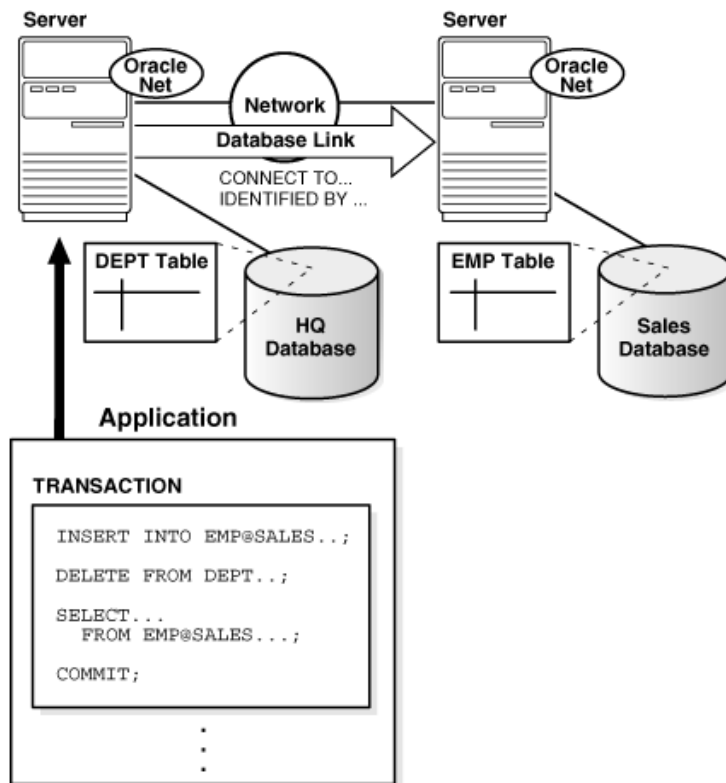 Server
Server
Oracle
Net
Oracle
Net
Network
Database Link
CONNECT TO...
IDENTIFIED BY ...
DEPT Table
HQ
Database
EMP Table
Sales
Database
Application
TRANSACTION
INSERT INTO EMP@SALES..;
DELETE FROM DEPT..;
SELECT...
FROM EMP@SALES...;
COMMIT;
.
.
.